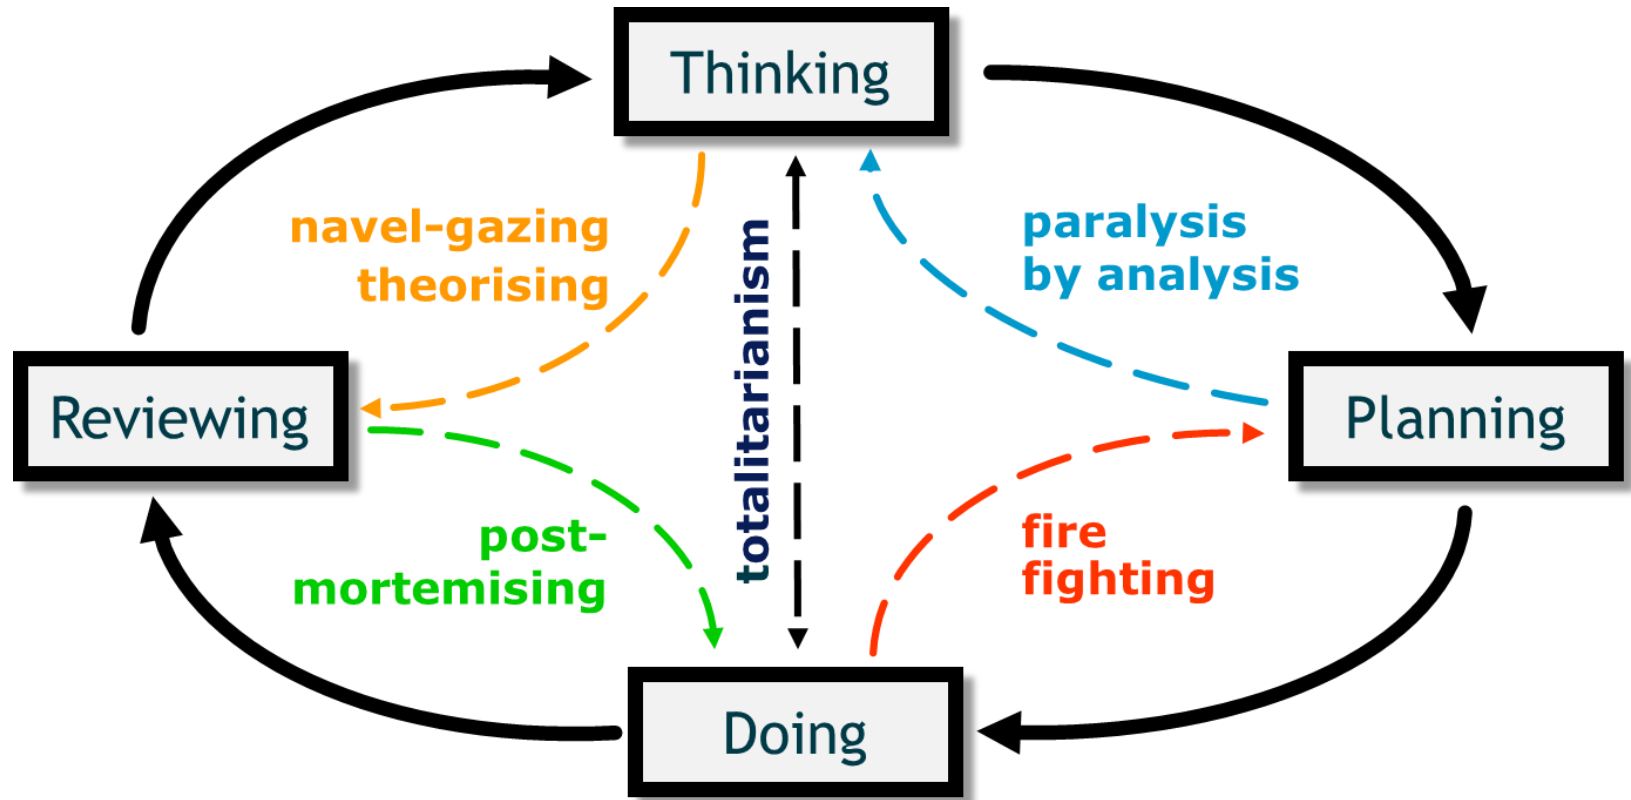 Thinking
navel-gazing
theorising
totalitarianism
paralysis
by analysis
Reviewing
Planning
post-
mortemising
fire
fighting
Doing